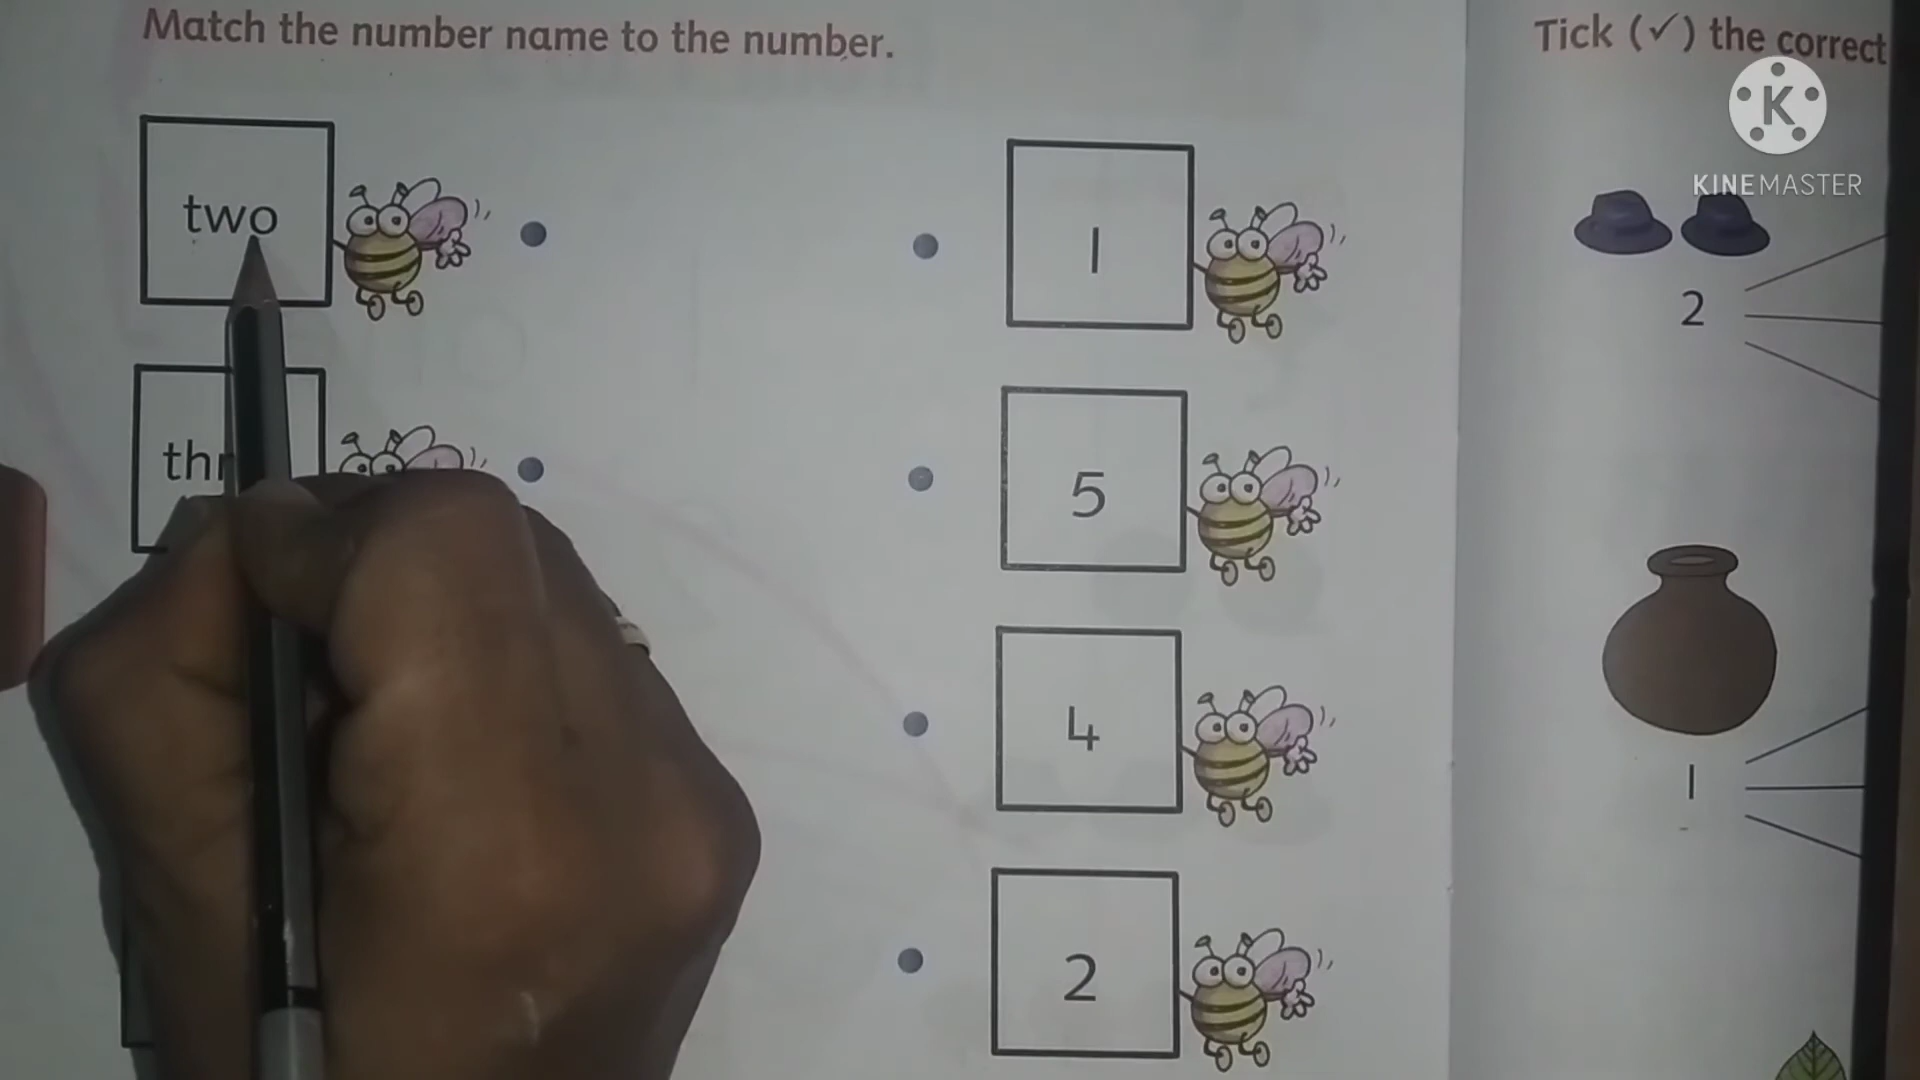 Match the number name to the number.
Tick (✓) the correct
K
KINEMASTER
two
1
2
5
4
1
2